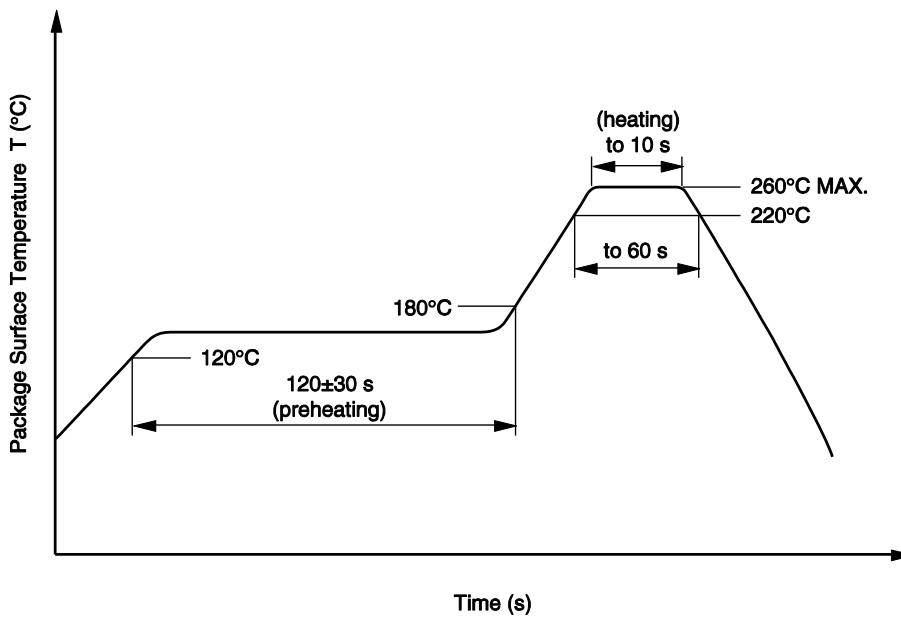 Package Surface Temperature T (°C)
(heating)
to 10 s
260°C MAX.
220°C
to 60 s
180°C
120°C
120±30 s
(preheating)
Time (s)